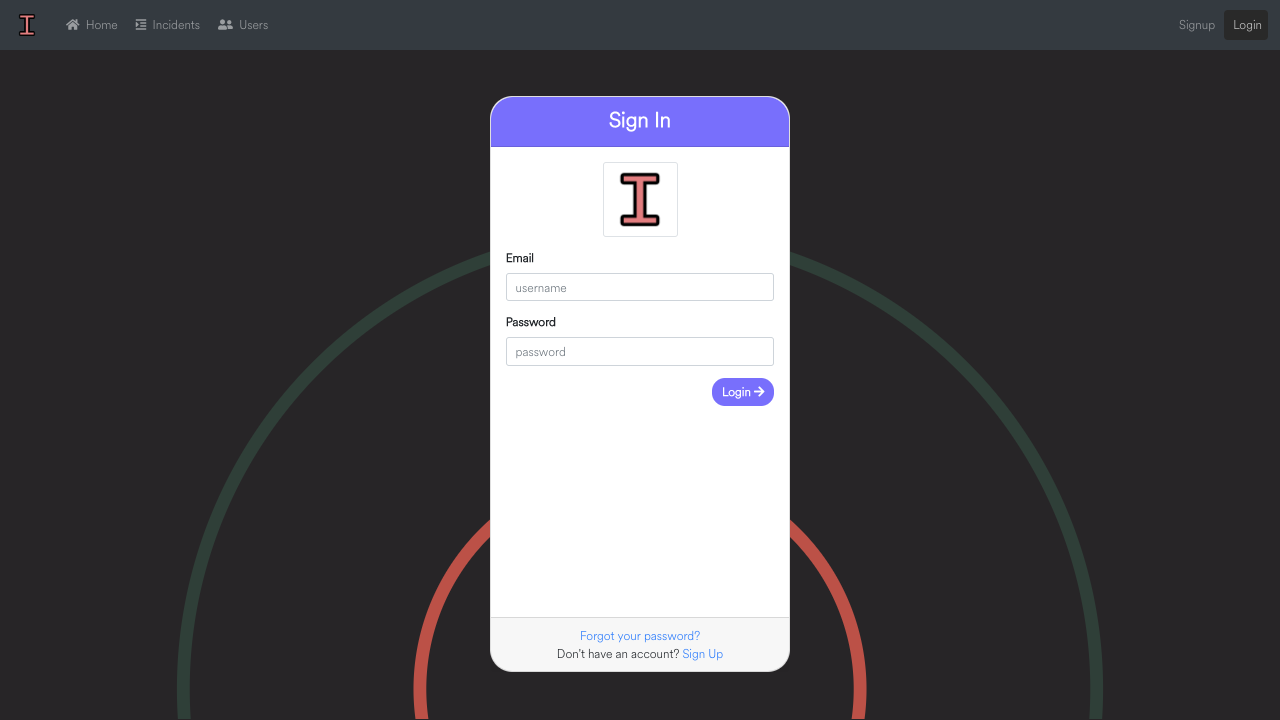 I Home Incidents Users Signup Login
Sign In
I
Email
username
Password
password
Login
Forgot your password?
Don't have an account? Sign Up